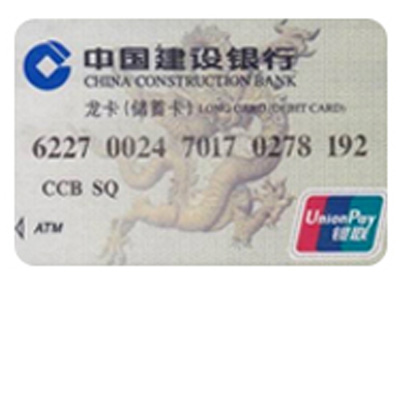 中国建设银行
CHINA CONSTRUCTION BANK
龙卡(储蓄卡) LONG CARD (DEBIT CARD)
6227 0024 7017 0278 192
CCB SQ
ATM
UnionPay
银联